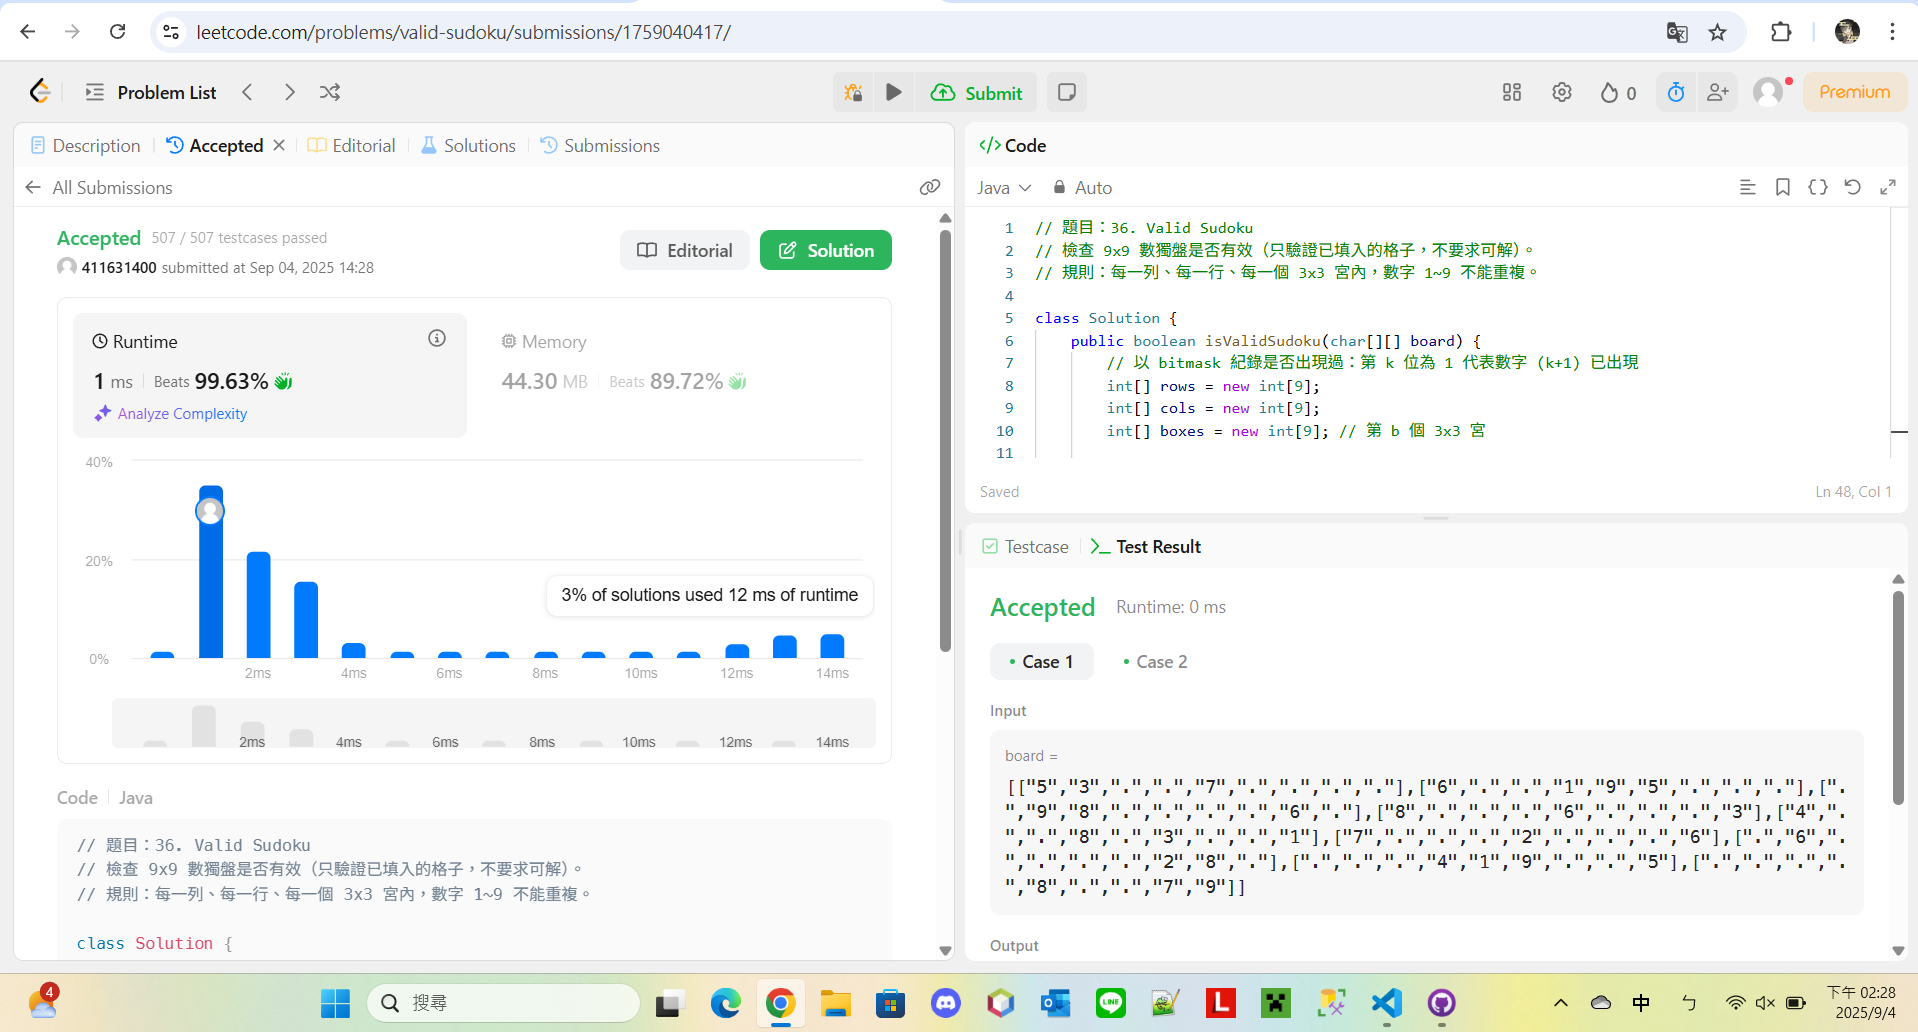 leetcode.com/problems/valid-sudoku/submissions/1759040417/
Problem List
Submit
0
Premium
Description
Accepted
Editorial
Solutions
Submissions
All Submissions
Accepted 507 / 507 testcases passed
411631400 submitted at Sep 04, 2025 14:28
Editorial
Solution
Runtime
1 ms
Beats 99.63%
Analyze Complexity
Memory
44.30 MB
Beats 89.72%
40%
20%
0%
3% of solutions used 12 ms of runtime
2ms 4ms 6ms 8ms 10ms 12ms 14ms
2ms 4ms 6ms 8ms 10ms 12ms 14ms
Code
Java
// 題目：36. Valid Sudoku
// 檢查 9x9 數獨盤是否有效（只驗證已填入的格子，不要求可解）。
// 規則：每一列、每一行、每一個 3x3 宮內，數字 1~9 不能重複。
class Solution {
Code
Java
Auto
1 // 題目：36. Valid Sudoku
2 // 檢查 9x9 數獨盤是否有效（只驗證已填入的格子，不要求可解）。
3 // 規則：每一列、每一行、每一個 3x3 宮內，數字 1~9 不能重複。
4
5 class Solution {
6 public boolean isValidSudoku(char[][] board) {
7 // 以 bitmask 紀錄是否出現過：第 k 位為 1 代表數字 (k+1) 已出現
8 int[] rows = new int[9];
9 int[] cols = new int[9];
10 int[] boxes = new int[9]; // 第 b 個 3x3 宮
11
Saved
Ln 48, Col 1
Testcase
Test Result
Accepted
Runtime: 0 ms
Case 1
Case 2
Input
board =
[["5","3",".",".","7",".",".",".","."],["6",".",".","1","9","5",".",".","."],[".
","9","8",".",".",".",".","6","."],["8",".",".",".","6",".",".",".","3"],["4",".
",".","8",".","3",".",".","1"],["7",".",".",".","2",".",".",".","6"],[".","6",".
",".",".",".","2","8","."],[".",".",".","4","1","9",".",".","5"],[".",".",".",".
","8",".",".","7","9"]]
Output
4
搜尋
LINE
L
中
ㄅ
下午 02:28
2025/9/4